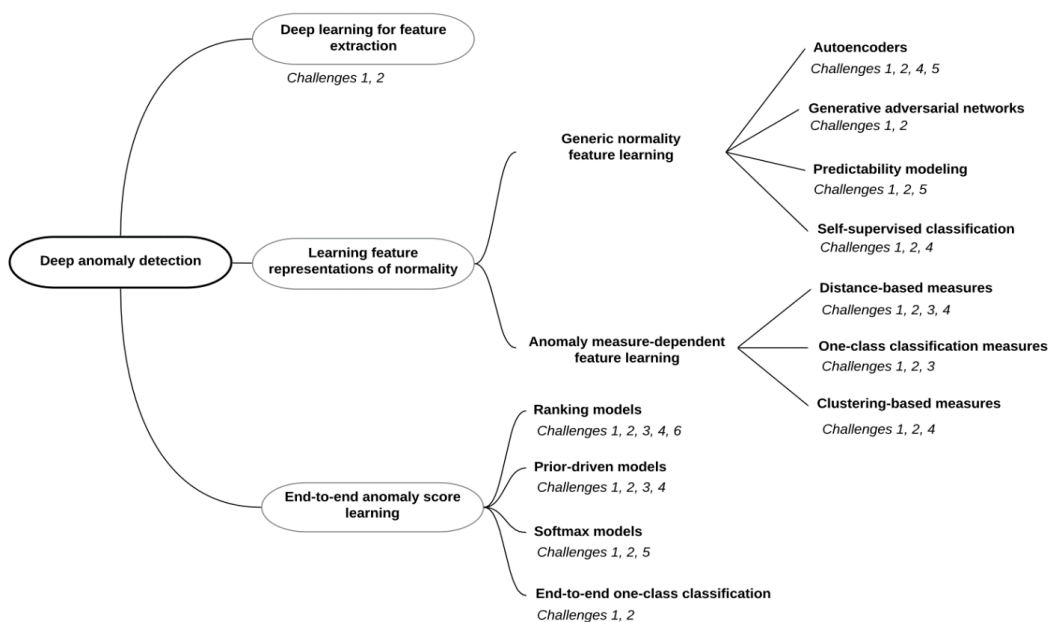 Deep anomaly detection
Deep learning for feature
extraction
Challenges 1, 2
Learning feature
representations of normality
Generic normality
feature learning
Autoencoders
Challenges 1, 2, 4, 5
Generative adversarial networks
Challenges 1, 2
Predictability modeling
Challenges 1, 2, 5
Self-supervised classification
Challenges 1, 2, 4
Anomaly measure-dependent
feature learning
Distance-based measures
Challenges 1, 2, 3, 4
One-class classification measures
Challenges 1, 2, 3
Clustering-based measures
Challenges 1, 2, 4
End-to-end anomaly score
learning
Ranking models
Challenges 1, 2, 3, 4, 6
Prior-driven models
Challenges 1, 2, 3, 4
Softmax models
Challenges 1, 2, 5
End-to-end one-class classification
Challenges 1, 2